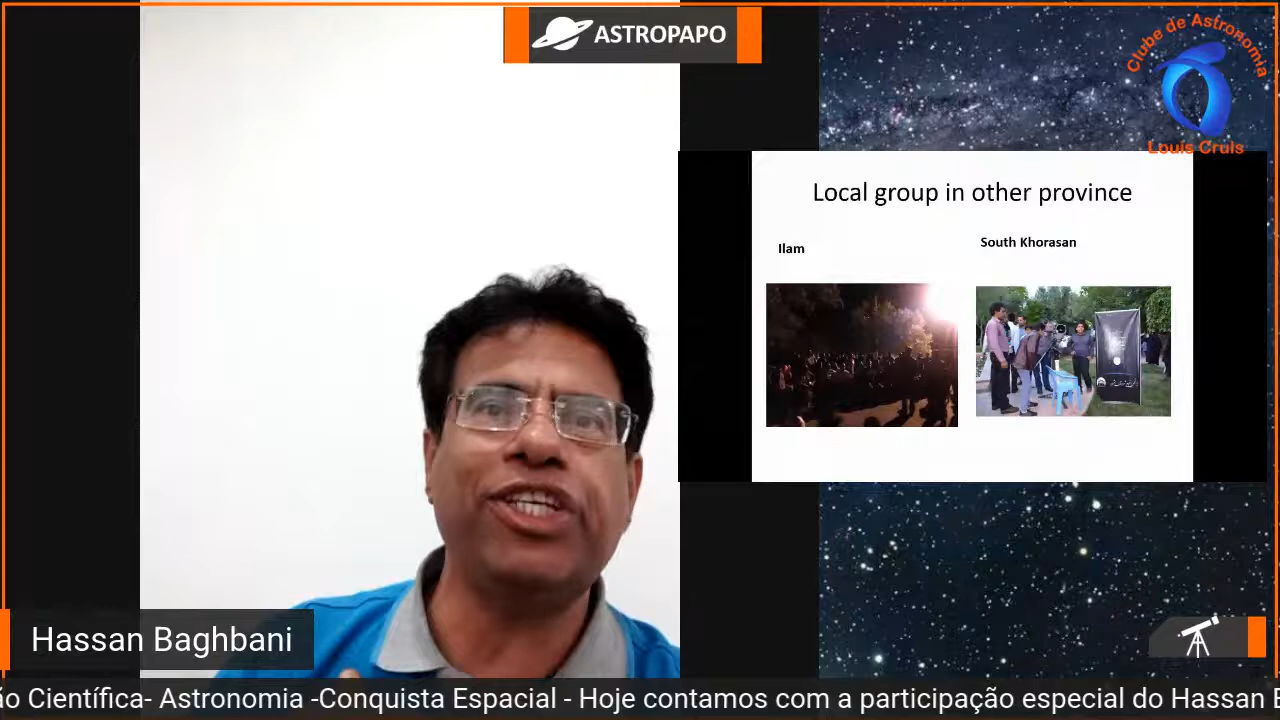 ASTROPAPO
Clube de Astronomia
Louis Cruls
Local group in other province
Ilam
South Khorasan
Hassan Baghbani
ão Científica- Astronomia -Conquista Espacial - Hoje contamos com a participação especial do Hassan